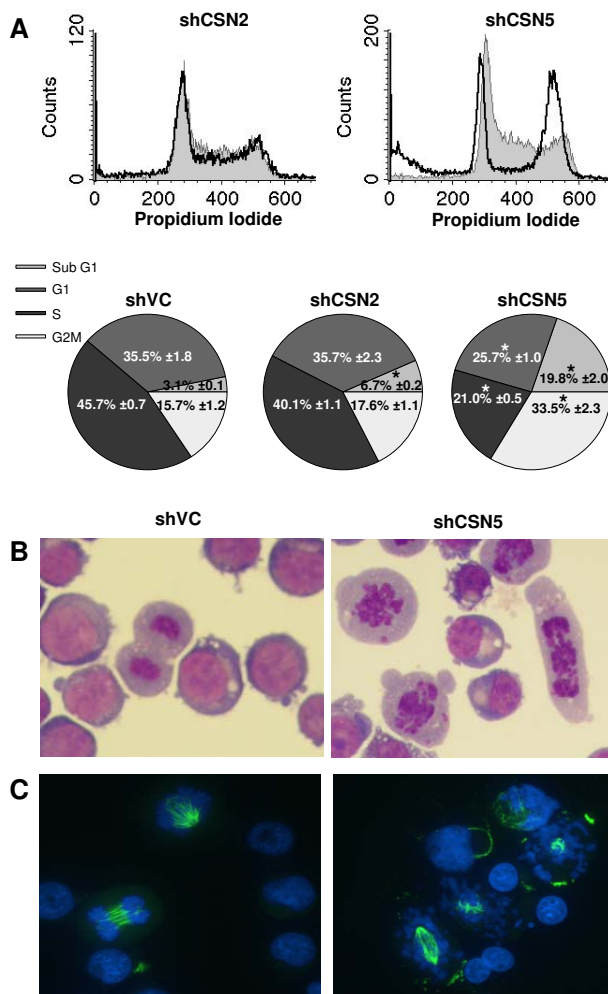 A
shCSN2
shCSN5
120
Counts
0
0 200 400 600
Propidium Iodide
200
Counts
0
0 200 400 600
Propidium Iodide
Sub G1
G1
S
G2M
shVC
35.5% ±1.8
3.1% ±0.1
45.7% ±0.7
15.7% ±1.2
shCSN2
35.7% ±2.3
*
6.7% ±0.2
40.1% ±1.1
17.6% ±1.1
shCSN5
*
25.7% ±1.0
*
19.8% ±2.0
*
21.0% ±0.5
*
33.5% ±2.3
shVC
shCSN5
B
C